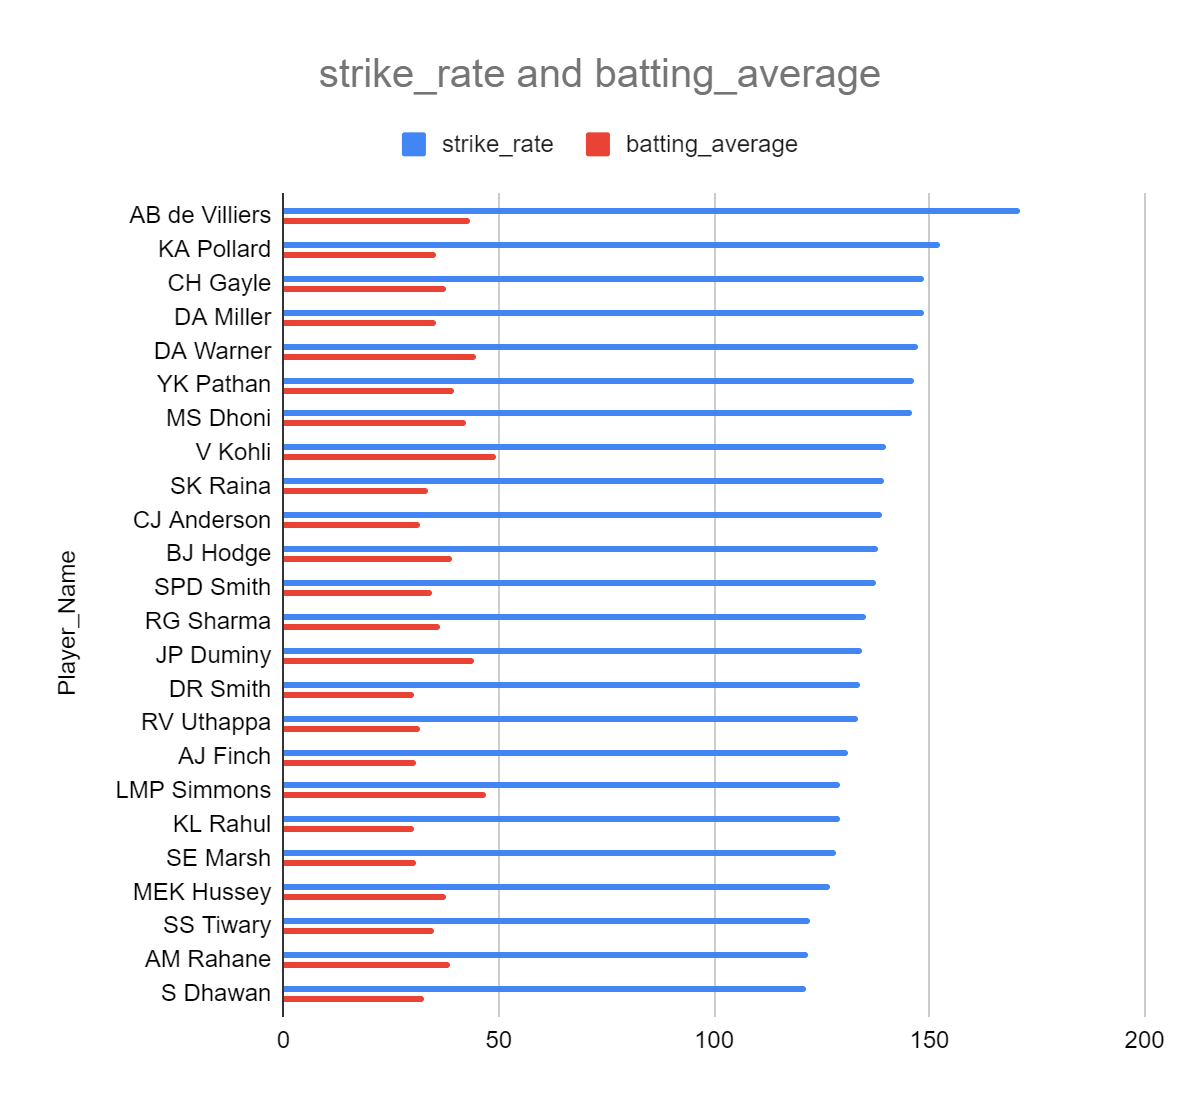 strike_rate and batting_average
strike_rate
batting_average
Player_Name
AB de Villiers
KA Pollard
CH Gayle
DA Miller
DA Warner
YK Pathan
MS Dhoni
V Kohli
SK Raina
CJ Anderson
BJ Hodge
SPD Smith
RG Sharma
JP Duminy
DR Smith
RV Uthappa
AJ Finch
LMP Simmons
KL Rahul
SE Marsh
MEK Hussey
SS Tiwary
AM Rahane
S Dhawan
0 50 100 150 200